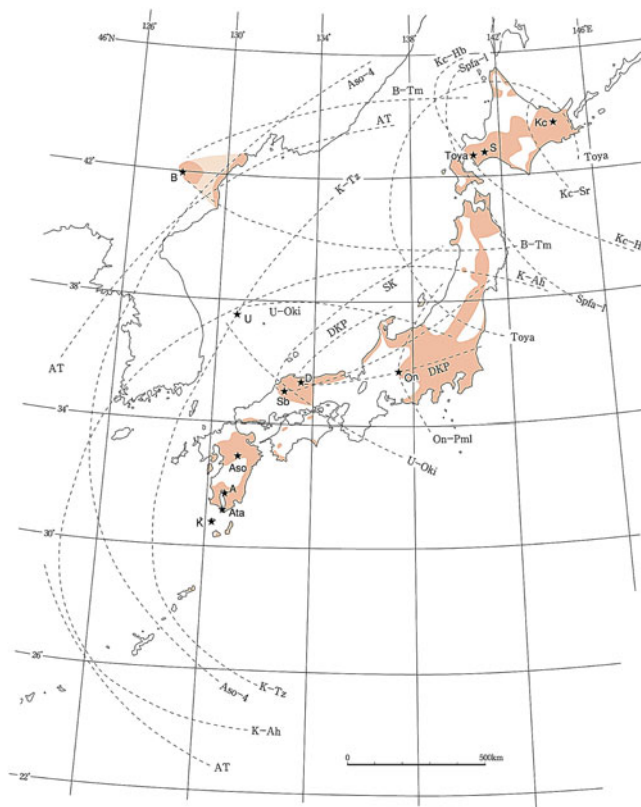 126°
130°
134°
138°
142°
146°E
46°N
Kc-Hb
Spfa-1
Aso-4
B-Tm
AT
Kc
S
Toya
42°
B
K-Tz
Toya
Kc-Sr
B-Tm
Kc-H
38°
SK
K-Ah
U
U-Oki
Spfa-1
DKP
Toya
AT
D
DKP
On
Sb
34°
On-Pm1
U-Oki
Aso
A
Ata
K
30°
26°
K-Tz
Aso-4
K-Ah
AT
22°
0
500km